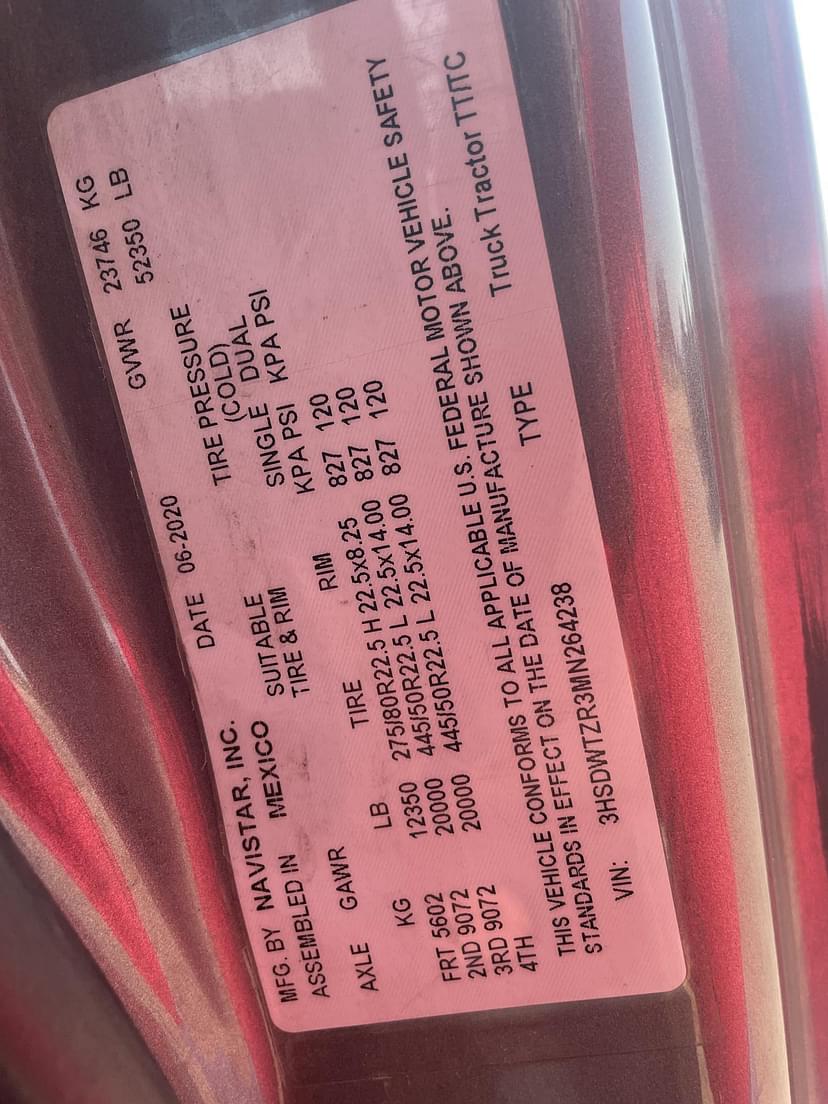 MFG. BY NAVISTAR, INC. DATE 06-2020 GVWR 23746 KG
ASSEMBLED IN MEXICO 52350 LB
SUITABLE TIRE PRESSURE
TIRE & RIM (COLD)
AXLE GAWR SINGLE DUAL
TIRE RIM KPA PSI KPA PSI
KG LB
FRT 5602 12350 275/80R22.5 H 22.5x8.25 827 120
2ND 9072 20000 445/50R22.5 L 22.5x14.00 827 120
3RD 9072 20000 445/50R22.5 L 22.5x14.00 827 120
4TH
THIS VEHICLE CONFORMS TO ALL APPLICABLE U.S. FEDERAL MOTOR VEHICLE SAFETY
STANDARDS IN EFFECT ON THE DATE OF MANUFACTURE SHOWN ABOVE.
VIN: 3HSDWTZR3MN264238 TYPE Truck Tractor TT/TC